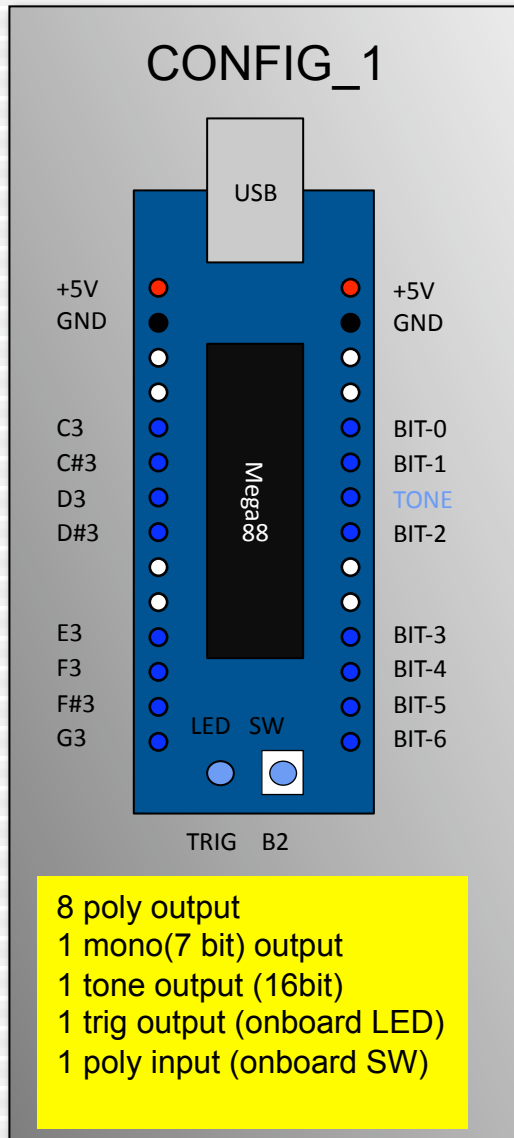 CONFIG_1
USB
+5V +5V
GND GND
C3 BIT-0
C#3 BIT-1
D3 TONE
D#3 BIT-2
Mega88
E3 BIT-3
F3 BIT-4
F#3 BIT-5
LED SW
G3 BIT-6
TRIG B2
8 poly output
1 mono(7 bit) output
1 tone output (16bit)
1 trig output (onboard LED)
1 poly input (onboard SW)